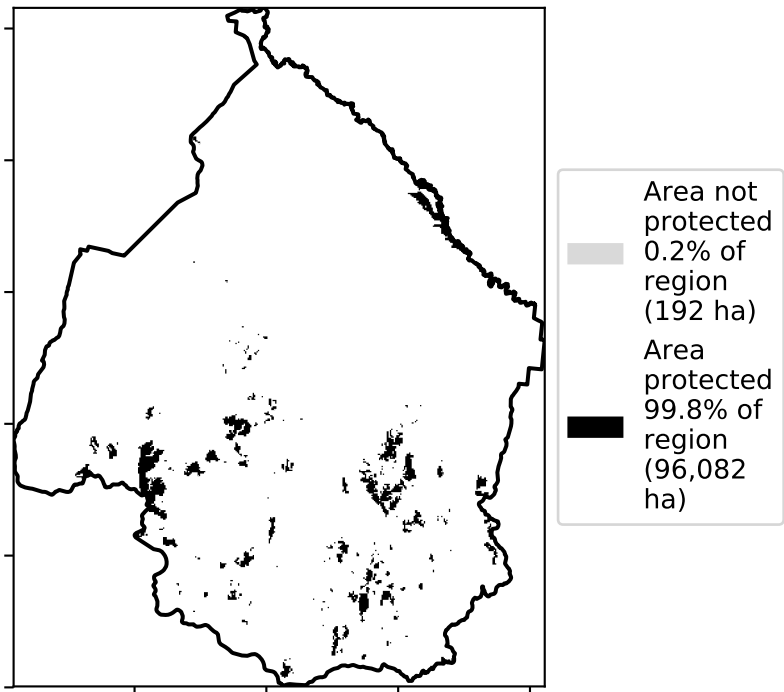 Area not
protected
0.2% of
region
(192 ha)
Area
protected
99.8% of
region
(96,082
ha)